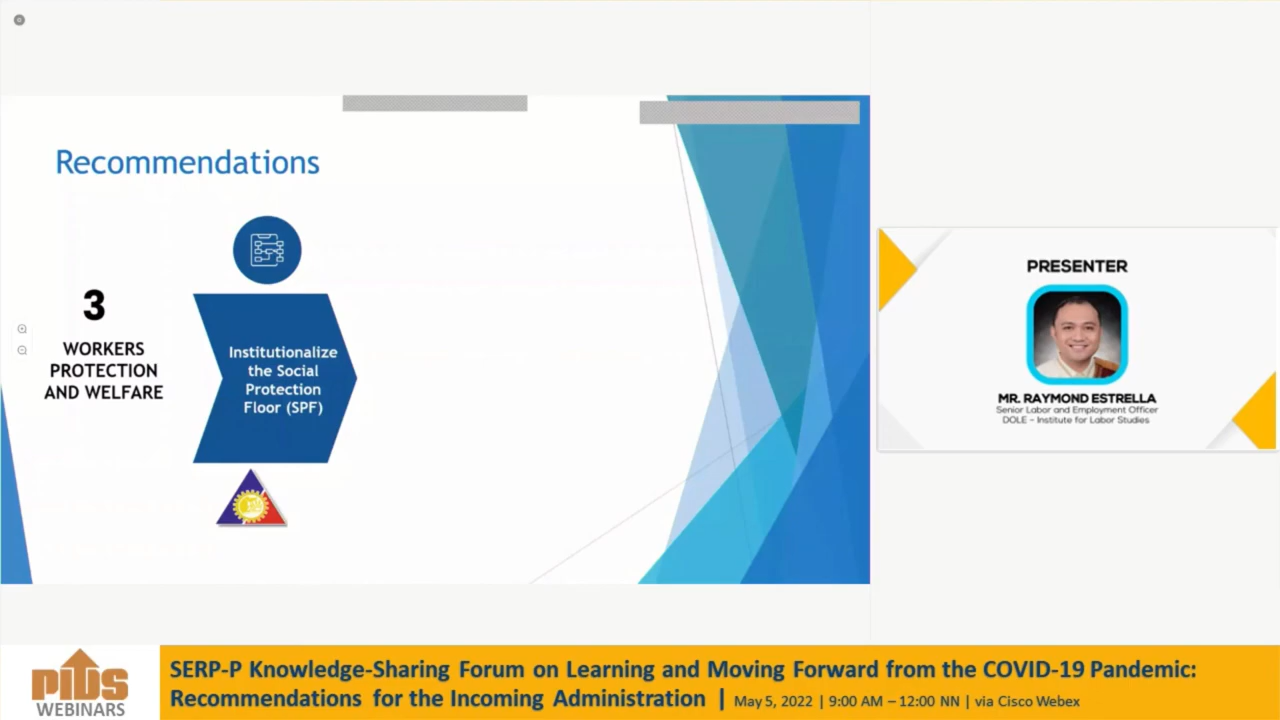 Recommendations
3
WORKERS
PROTECTION
AND WELFARE
Institutionalize
the Social
Protection
Floor (SPF)
PRESENTER
MR. RAYMOND ESTRELLA
Senior Labor and Employment Officer
DOLE – Institute for Labor Studies
PIDS
WEBINARS
SERP-P Knowledge-Sharing Forum on Learning and Moving Forward from the COVID-19 Pandemic:
Recommendations for the Incoming Administration | May 5, 2022 | 9:00 AM – 12:00 NN | via Cisco Webex